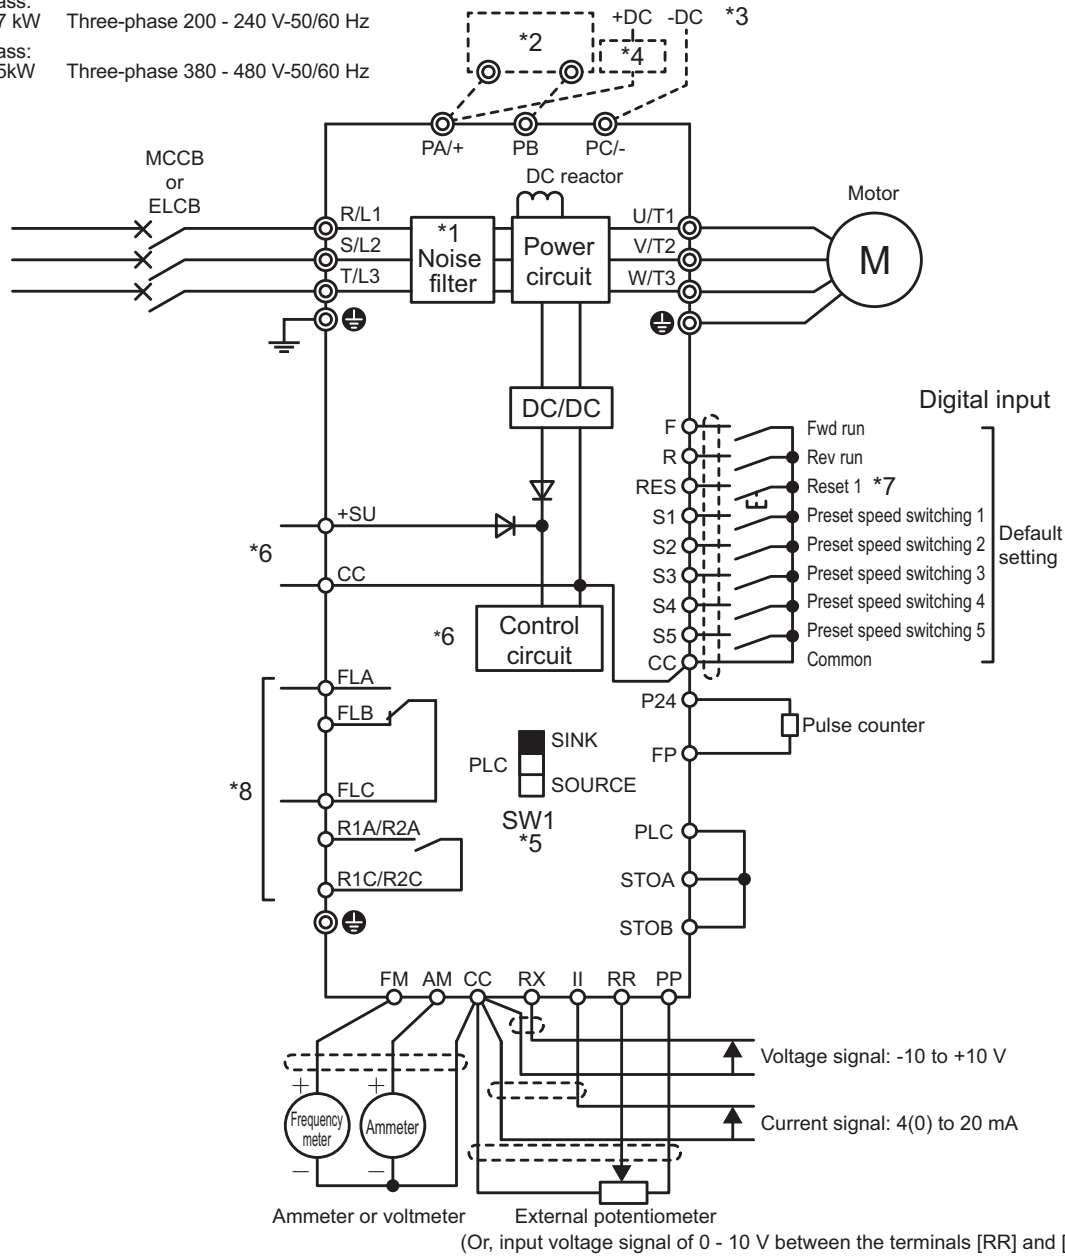 ass:
7 kW Three-phase 200 - 240 V-50/60 Hz
ass:
5kW Three-phase 380 - 480 V-50/60 Hz
+DC -DC *3
*2
*4
PA/+ PB PC/-
MCCB
or
ELCB
DC reactor
Motor
R/L1
S/L2
T/L3
*1
Noise
filter
Power
circuit
U/T1
V/T2
W/T3
M
DC/DC
Digital input
F Fwd run
R Rev run
RES Reset 1 *7
S1 Preset speed switching 1
S2 Preset speed switching 2
S3 Preset speed switching 3
S4 Preset speed switching 4
S5 Preset speed switching 5
CC Common
Default
setting
+SU
*6
CC
*6
Control
circuit
FLA
FLB
FLC
*8
R1A/R2A
R1C/R2C
PLC
SINK
SOURCE
SW1
*5
P24
Pulse counter
FP
PLC
STOA
STOB
FM AM CC RX II RR PP
Voltage signal: -10 to +10 V
Current signal: 4(0) to 20 mA
+ +
Frequency
meter
Ammeter
– –
Ammeter or voltmeter
External potentiometer
(Or, input voltage signal of 0 - 10 V between the terminals [RR] and [